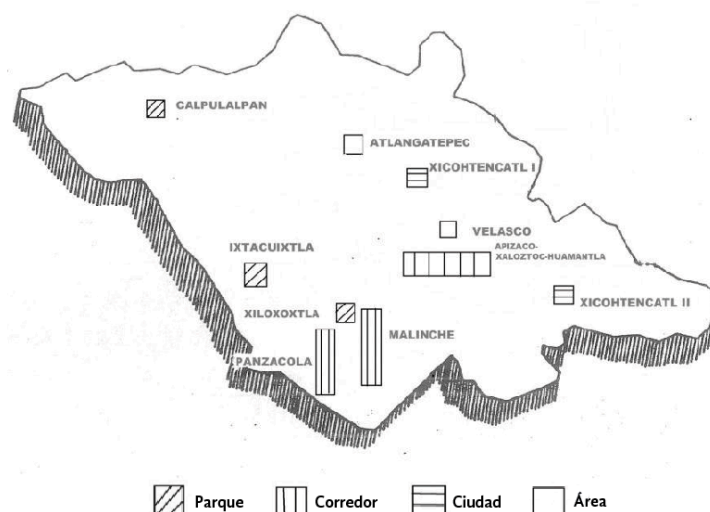 CALPULALPAN
ATLANGATEPEC
XICOHTENCATL I
VELASCO
APIZACO-
XALOZTOC-HUAMANTLA
IXTACUIXTLA
XICOHTENCATL II
XILOXOXTLA
MALINCHE
PANZACOLA
Parque Corredor Ciudad Área